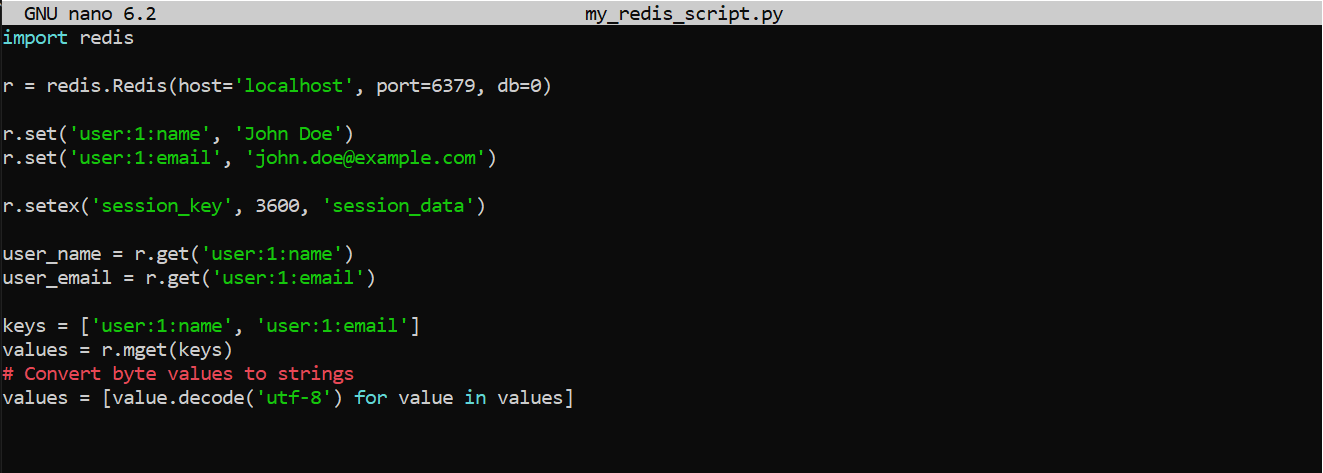 GNU nano 6.2 my_redis_script.py
import redis
r = redis.Redis(host='localhost', port=6379, db=0)
r.set('user:1:name', 'John Doe')
r.set('user:1:email', 'john.doe@example.com')
r.setex('session_key', 3600, 'session_data')
user_name = r.get('user:1:name')
user_email = r.get('user:1:email')
keys = ['user:1:name', 'user:1:email']
values = r.mget(keys)
# Convert byte values to strings
values = [value.decode('utf-8') for value in values]